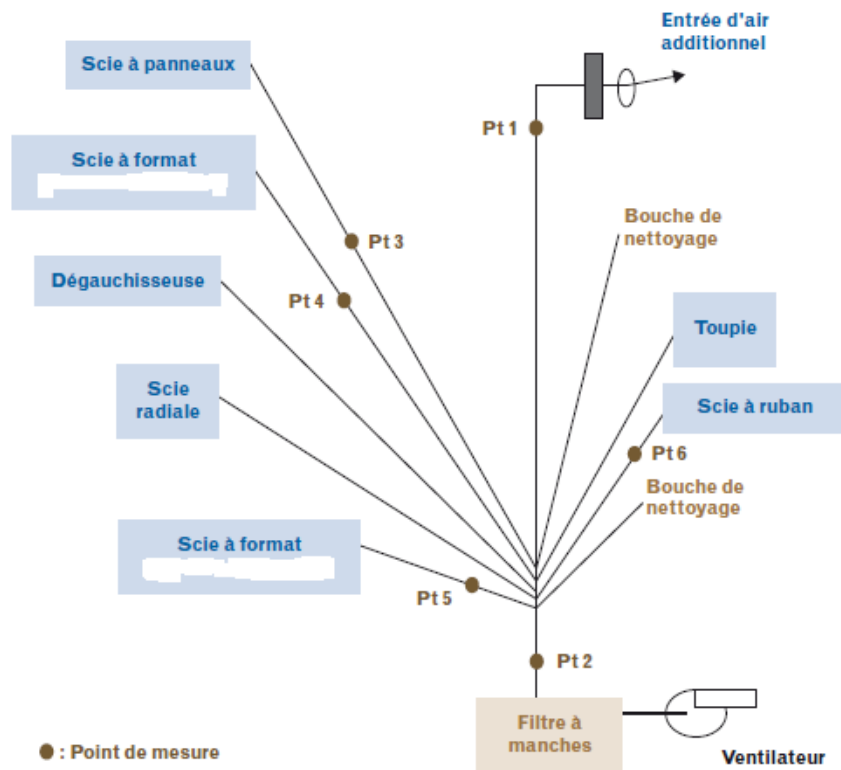 Entrée d'air
additionnel
Scie à panneaux
Pt 1
Scie à format
Bouche de
nettoyage
Pt 3
Dégauchisseuse
Pt 4
Toupie
Scie
radiale
Scie à ruban
Pt 6
Bouche de
nettoyage
Scie à format
Pt 5
Pt 2
Filtre à
manches
● : Point de mesure
Ventilateur